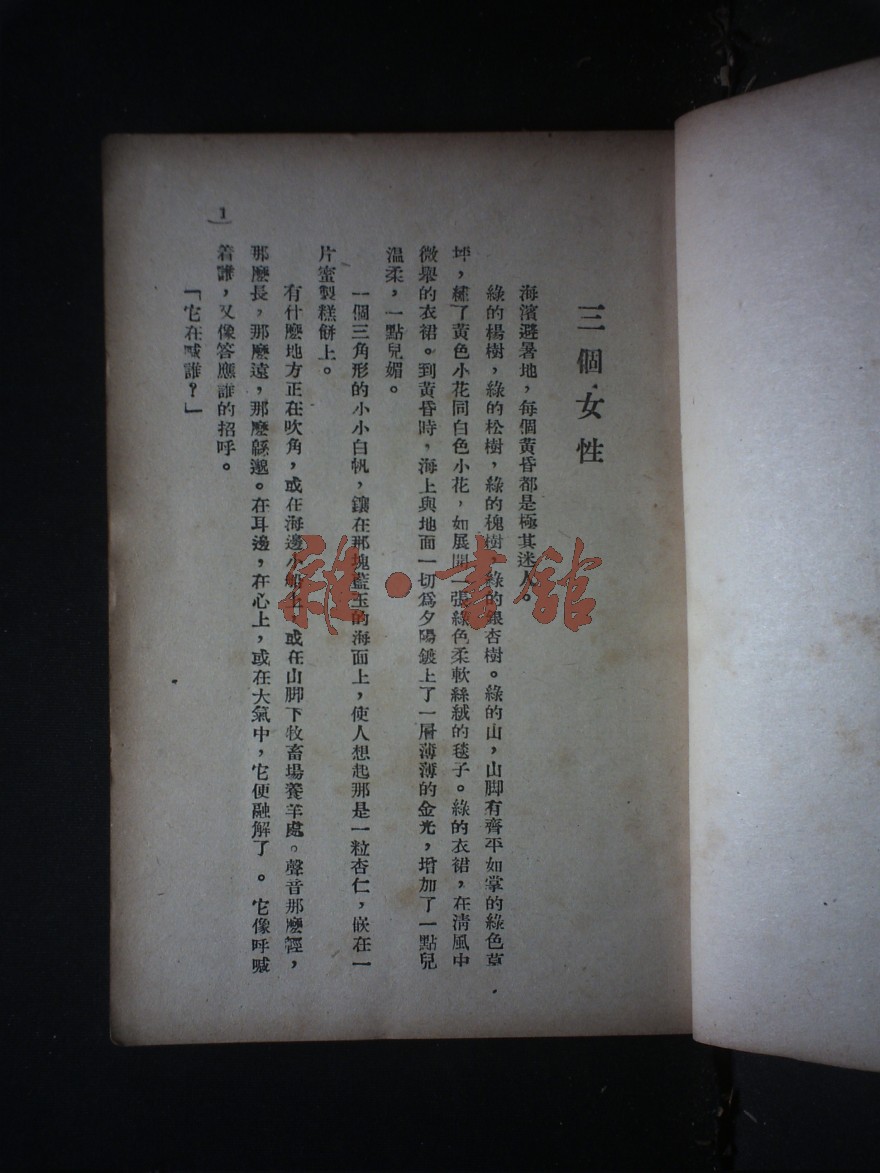 三個女性
海濱避暑地，每個黃昏都是極其迷人。
綠的楊樹，綠的松樹，綠的槐樹，綠的銀杏樹。綠的山，山脚有齊平如掌的綠色草
坪，種了黃色小花同白色小花，如展開一張綠色柔軟絲絨的毯子。綠的衣裙，在清風中
微舉的衣裙。到黃昏時，海上與地面一切爲夕陽鍍上了一層薄薄的金光，增加了一點兒
溫柔，一點兒媚。
一個三角形的小小白帆，鑲在那塊藍玉的海面上，使人想起那是一粒杏仁，嵌在一
片蜜製糕餅上。
有什麽地方正在吹角，或在海邊小船上，或在山脚下牧畜場養羊處。聲音那麽輕，
那麽長，那麽遠，那麽緜邈。在耳邊，在心上，或在大氣中，它便融解了。它像呼喊
着誰，又像答應誰的招呼。
「它在喊誰？」
1
雜·書館